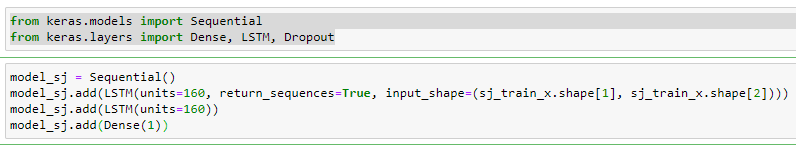 from keras.models import Sequential
from keras.layers import Dense, LSTM, Dropout
model_sj = Sequential()
model_sj.add(LSTM(units=160, return_sequences=True, input_shape=(sj_train_x.shape[1], sj_train_x.shape[2])))
model_sj.add(LSTM(units=160))
model_sj.add(Dense(1))